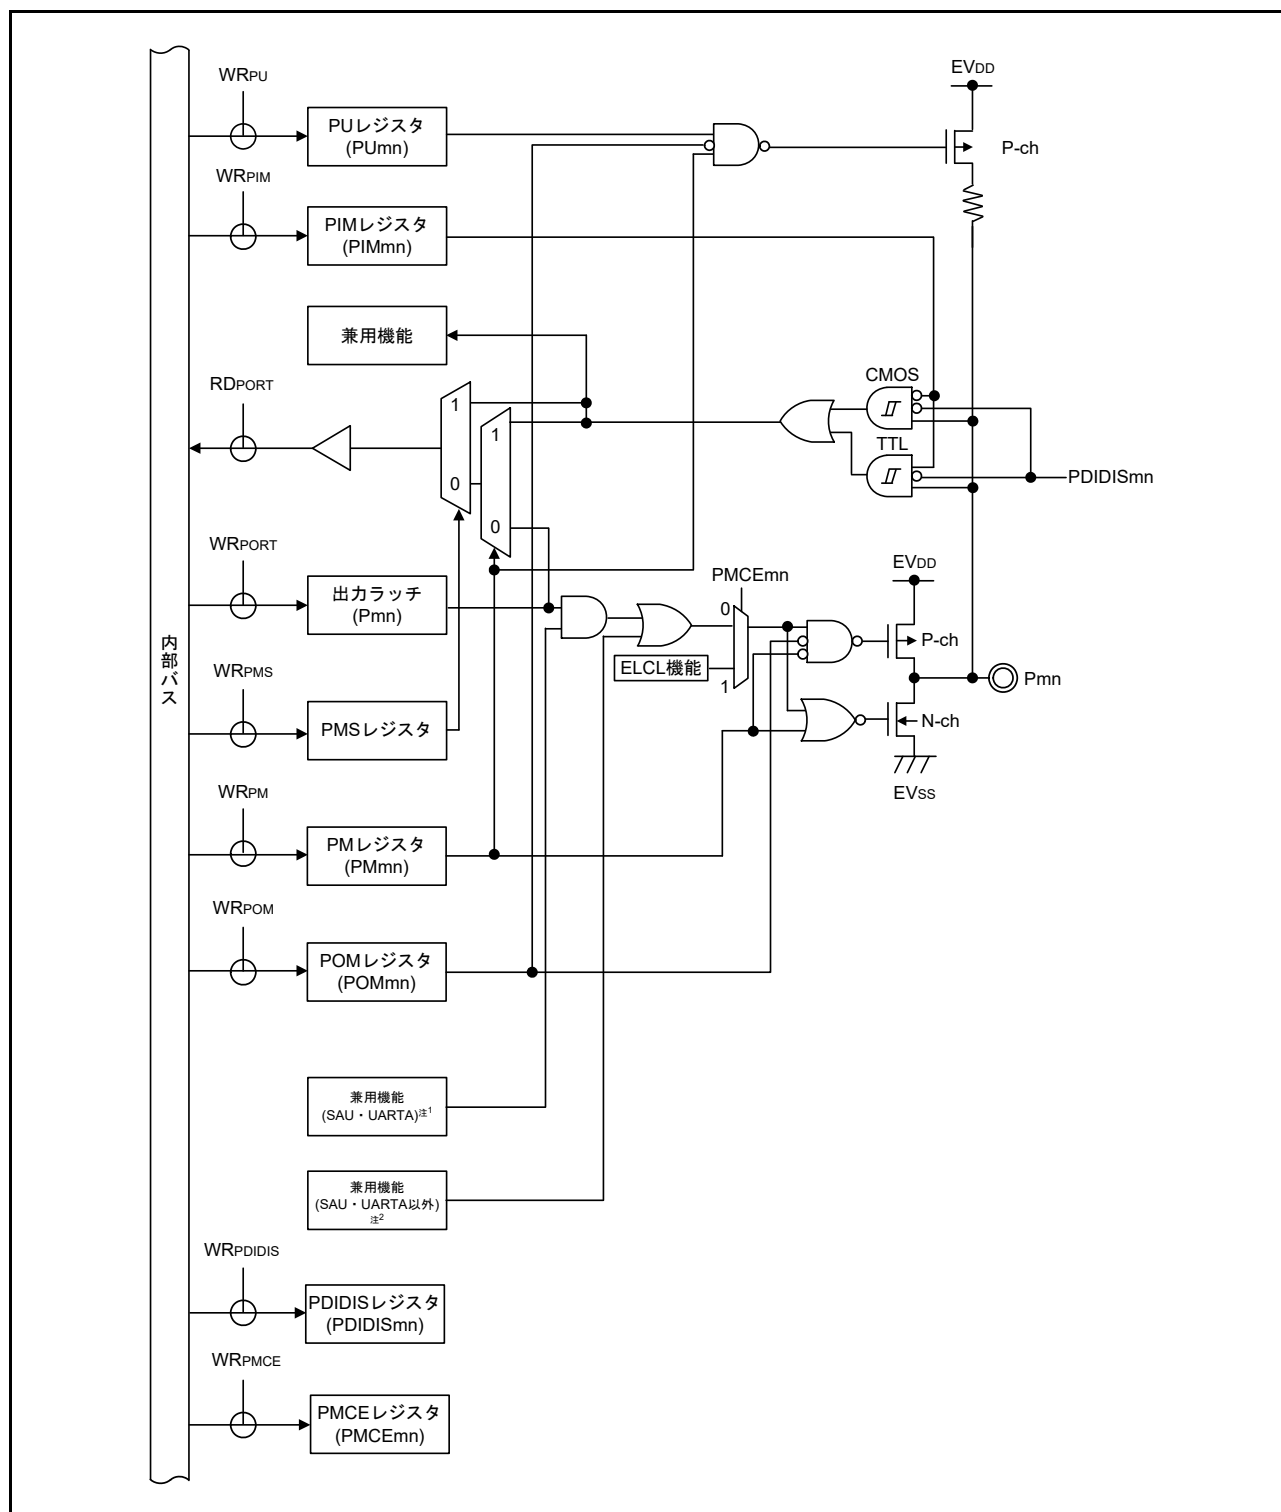 WRPU
EVDD
PUレジスタ
(PUmn)
P-ch
WRPIM
PIMレジスタ
(PIMmn)
兼用機能
CMOS
RDPORT
1
1
TTL
0
PDIDISmn
0
WRPORT
EVDD
PMCEmn
出力ラッチ
(Pmn)
0
内部バス
P-ch
WRPMS
ELCL機能
Pmn
1
PMSレジスタ
N-ch
WRPM
EVSS
PMレジスタ
(PMmn)
WRPOM
POMレジスタ
(POMmn)
兼用機能
(SAU・UARTA)注1
兼用機能
(SAU・UARTA以外)
注2
WRPDIDIS
PDIDISレジスタ
(PDIDISmn)
WRPMCE
PMCEレジスタ
(PMCEmn)